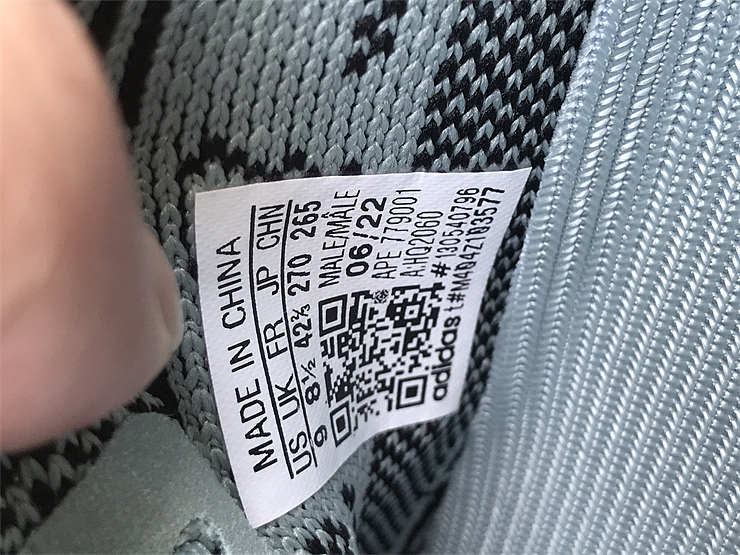 MADE IN CHINA
US UK FR JP CHN
9 8½ 42⅔ 270 265
MALE/MÂLE
06/22
APE 779001
A:HQ2060
#130540796
adidas t#MAQ4Z1B3577